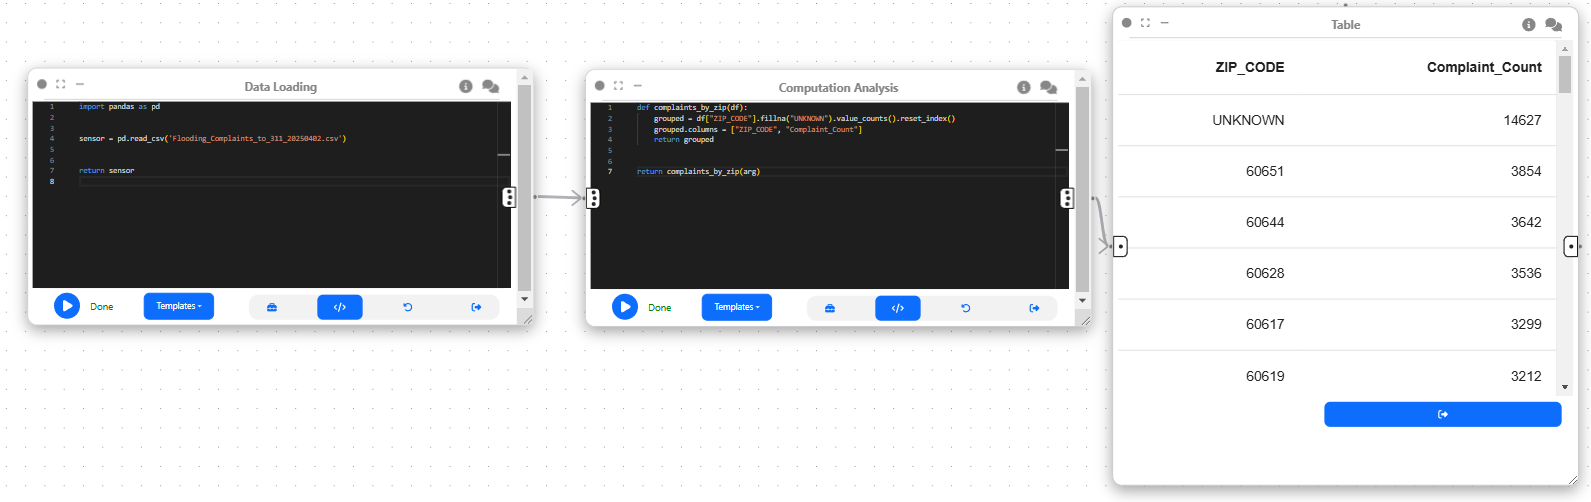 Data Loading
1 import pandas as pd
2
3
4 sensor = pd.read_csv('Flooding_Complaints_to_311_20250402.csv')
5
6
7 return sensor
8
Done
Templates
Computation Analysis
1 def complaints_by_zip(df):
2     grouped = df["ZIP_CODE"].fillna("UNKNOWN").value_counts().reset_index()
3     grouped.columns = ["ZIP_CODE", "Complaint_Count"]
4     return grouped
5
6
7 return complaints_by_zip(arg)
Done
Templates
Table
ZIP_CODE Complaint_Count
UNKNOWN 14627
60651 3854
60644 3642
60628 3536
60617 3299
60619 3212